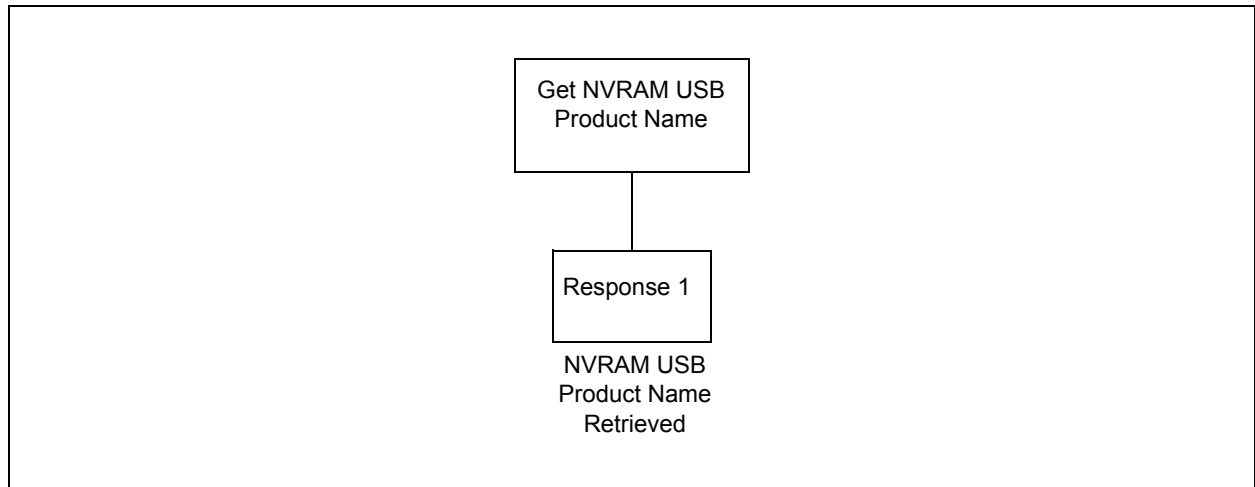 Get NVRAM USB
Product Name
Response 1
NVRAM USB
Product Name
Retrieved